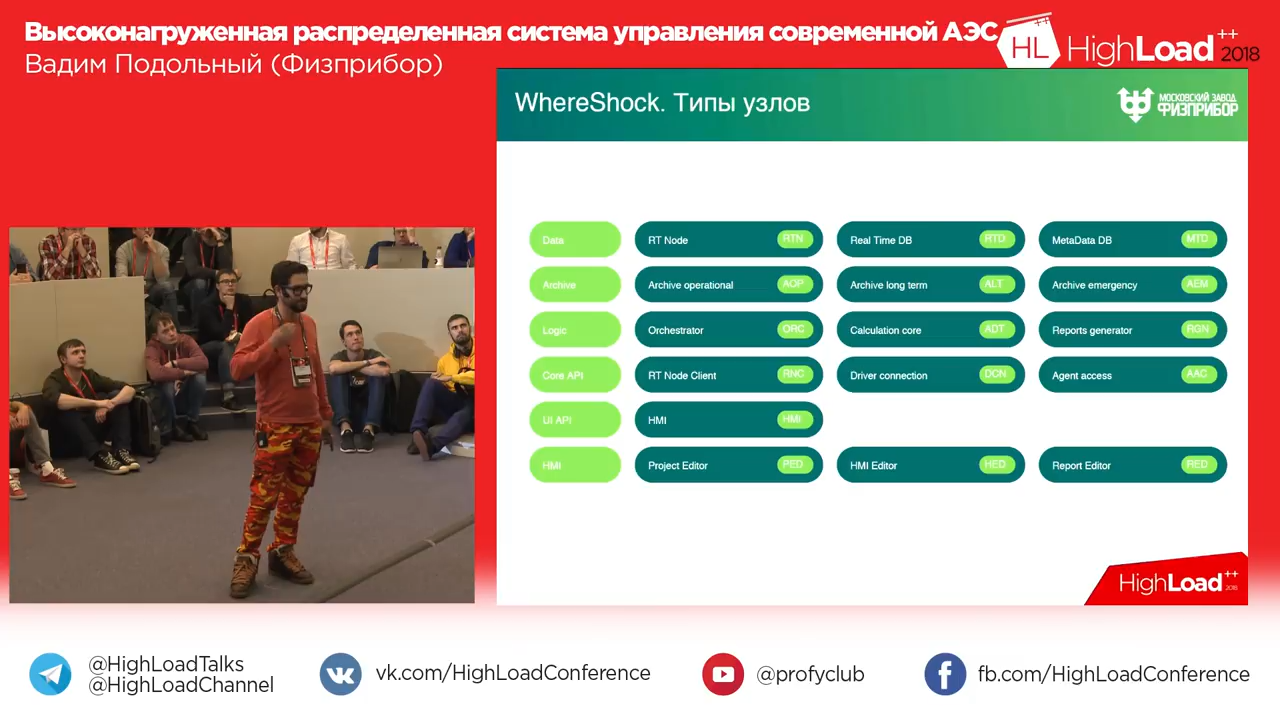 Высоконагруженная распределенная система управления современной АЭС
Вадим Подольный (Физприбор)
HL HighLoad++ 2018
WhereShock. Типы узлов
МОСКОВСКИЙ ЗАВОД
ФИЗПРИБОР
Data RT Node RTN Real Time DB RTD MetaData DB MTD
Archive Archive operational AOP Archive long term ALT Archive emergency AEM
Logic Orchestrator ORC Calculation core ADT Reports generator RGN
Core API RT Node Client RNC Driver connection DCN Agent access AAC
UI API HMI HMI
HMI Project Editor PED HMI Editor HED Report Editor RED
HighLoad++ 2018
@HighLoadTalks
@HighLoadChannel
vk.com/HighLoadConference
@profyclub
fb.com/HighLoadConference